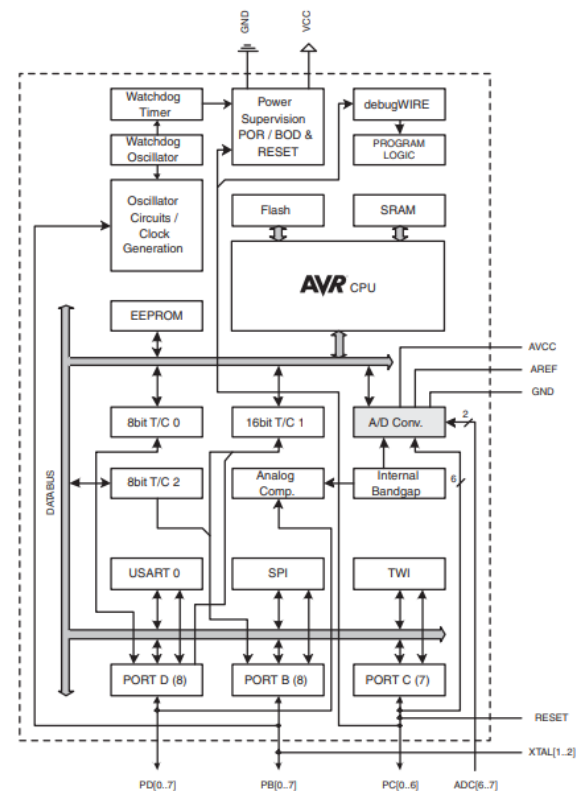 GND
VCC
Watchdog
Timer
Power
Supervision
POR / BOD &
RESET
debugWIRE
Watchdog
Oscillator
PROGRAM
LOGIC
Oscillator
Circuits /
Clock
Generation
Flash
SRAM
AVR CPU
EEPROM
AVCC
AREF
GND
8bit T/C 0
16bit T/C 1
A/D Conv.
2
DATABUS
8bit T/C 2
Analog
Comp.
Internal
Bandgap
6
USART 0
SPI
TWI
PORT D (8)
PORT B (8)
PORT C (7)
RESET
XTAL[1..2]
PD[0..7]
PB[0..7]
PC[0..6]
ADC[6..7]